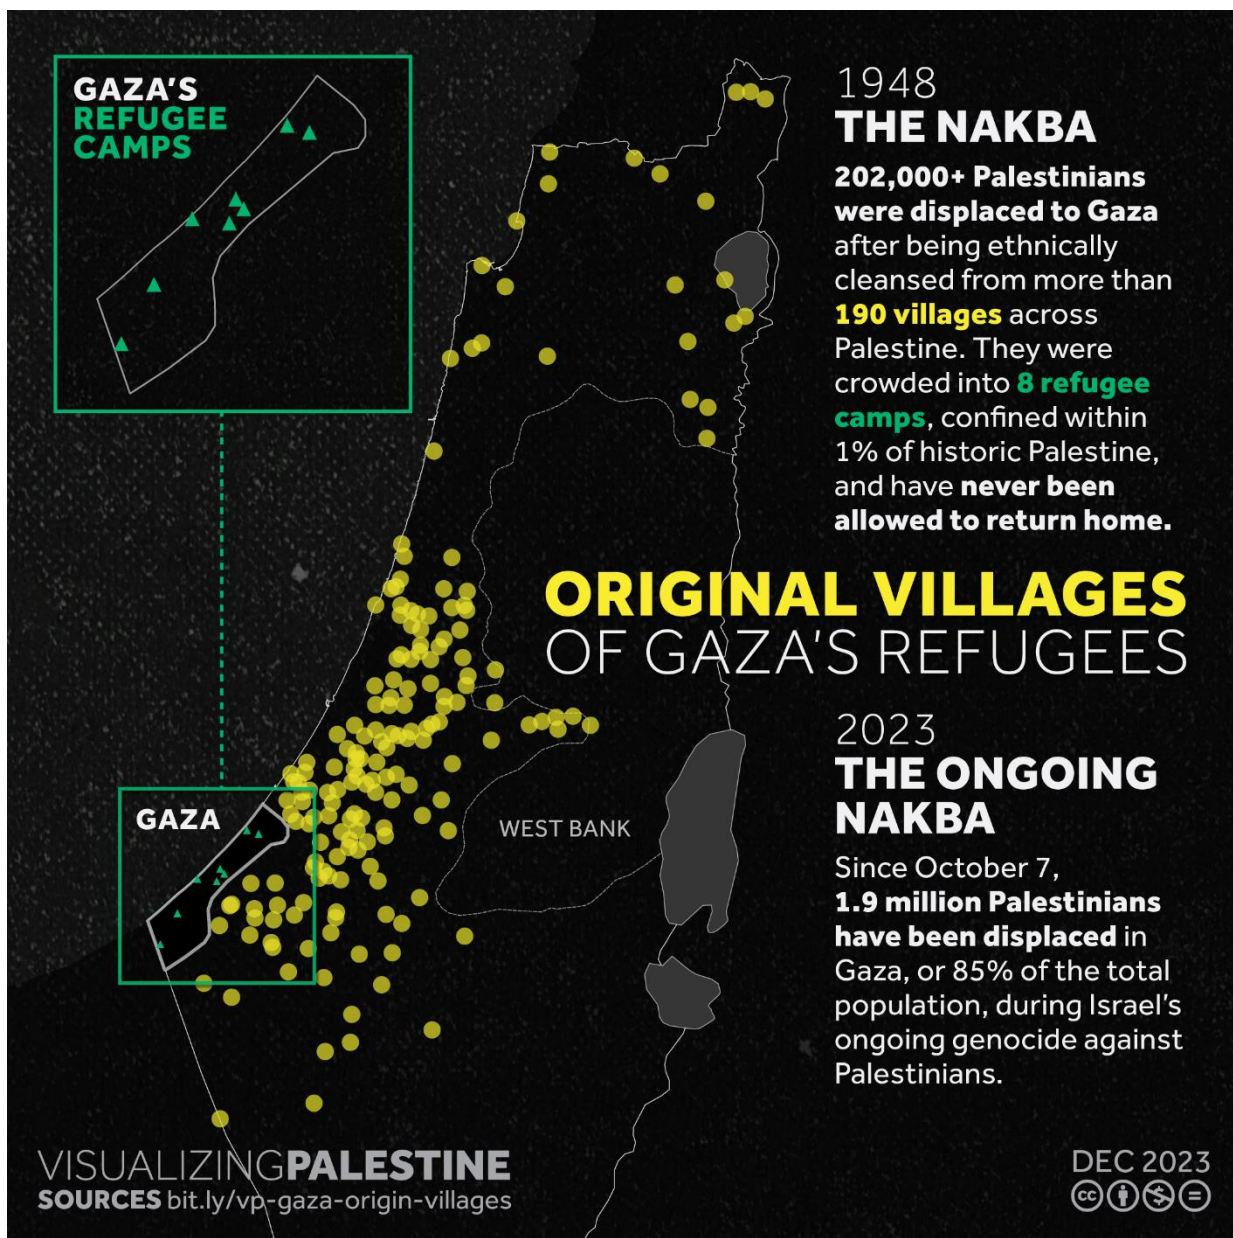 GAZA'S
REFUGEE
CAMPS
1948
THE NAKBA
202,000+ Palestinians
were displaced to Gaza
after being ethnically
cleansed from more than
190 villages across
Palestine. They were
crowded into 8 refugee
camps, confined within
1% of historic Palestine,
and have never been
allowed to return home.
ORIGINAL VILLAGES
OF GAZA'S REFUGEES
2023
THE ONGOING
NAKBA
Since October 7,
1.9 million Palestinians
have been displaced in
Gaza, or 85% of the total
population, during Israel's
ongoing genocide against
Palestinians.
GAZA
WEST BANK
VISUALIZINGPALESTINE
SOURCES bit.ly/vp-gaza-origin-villages
DEC 2023
cc